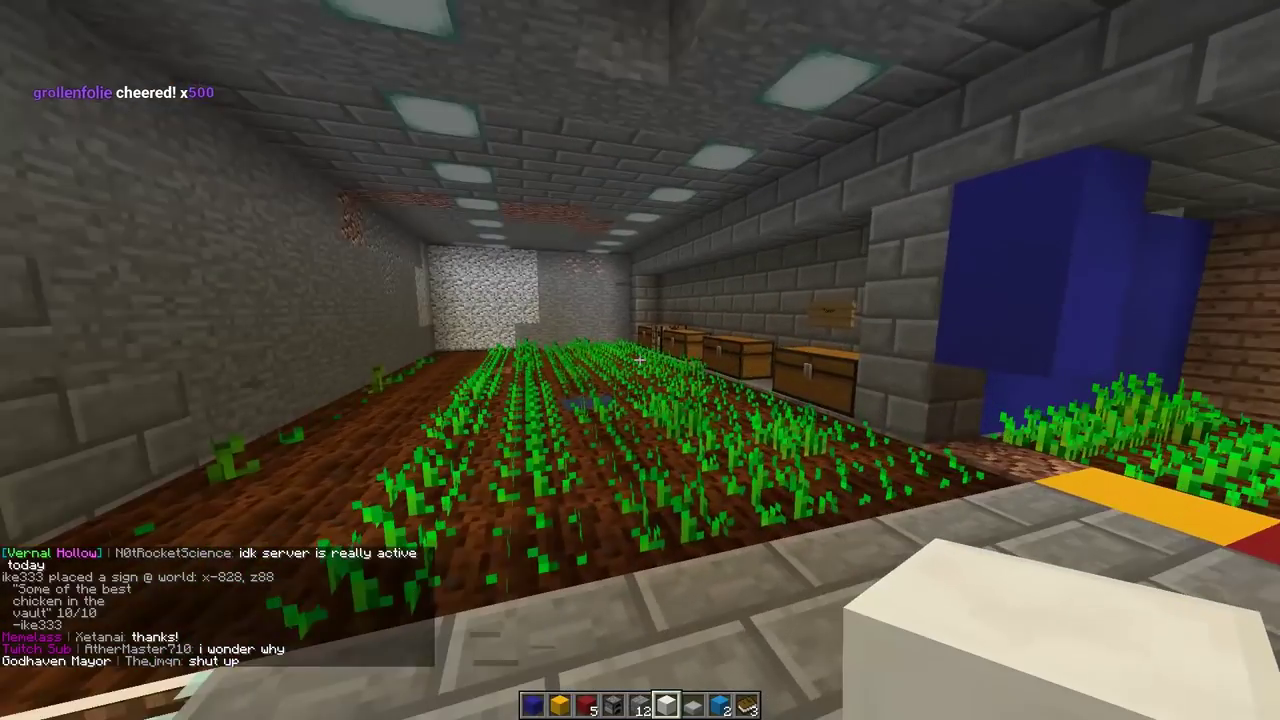 grollenfolie cheered! x500
[Vernal Hollow] | N0tRocketScience: idk server is really active
today
ike333 placed a sign @ world: x-828, z88
"Some of the best
chicken in the
vault" 10/10
-ike333
Memelass | Xetanai: thanks!
Twitch Sub | AtherMaster710: i wonder why
Godhaven Mayor | TheJmqn: shut up
5
12
2
3